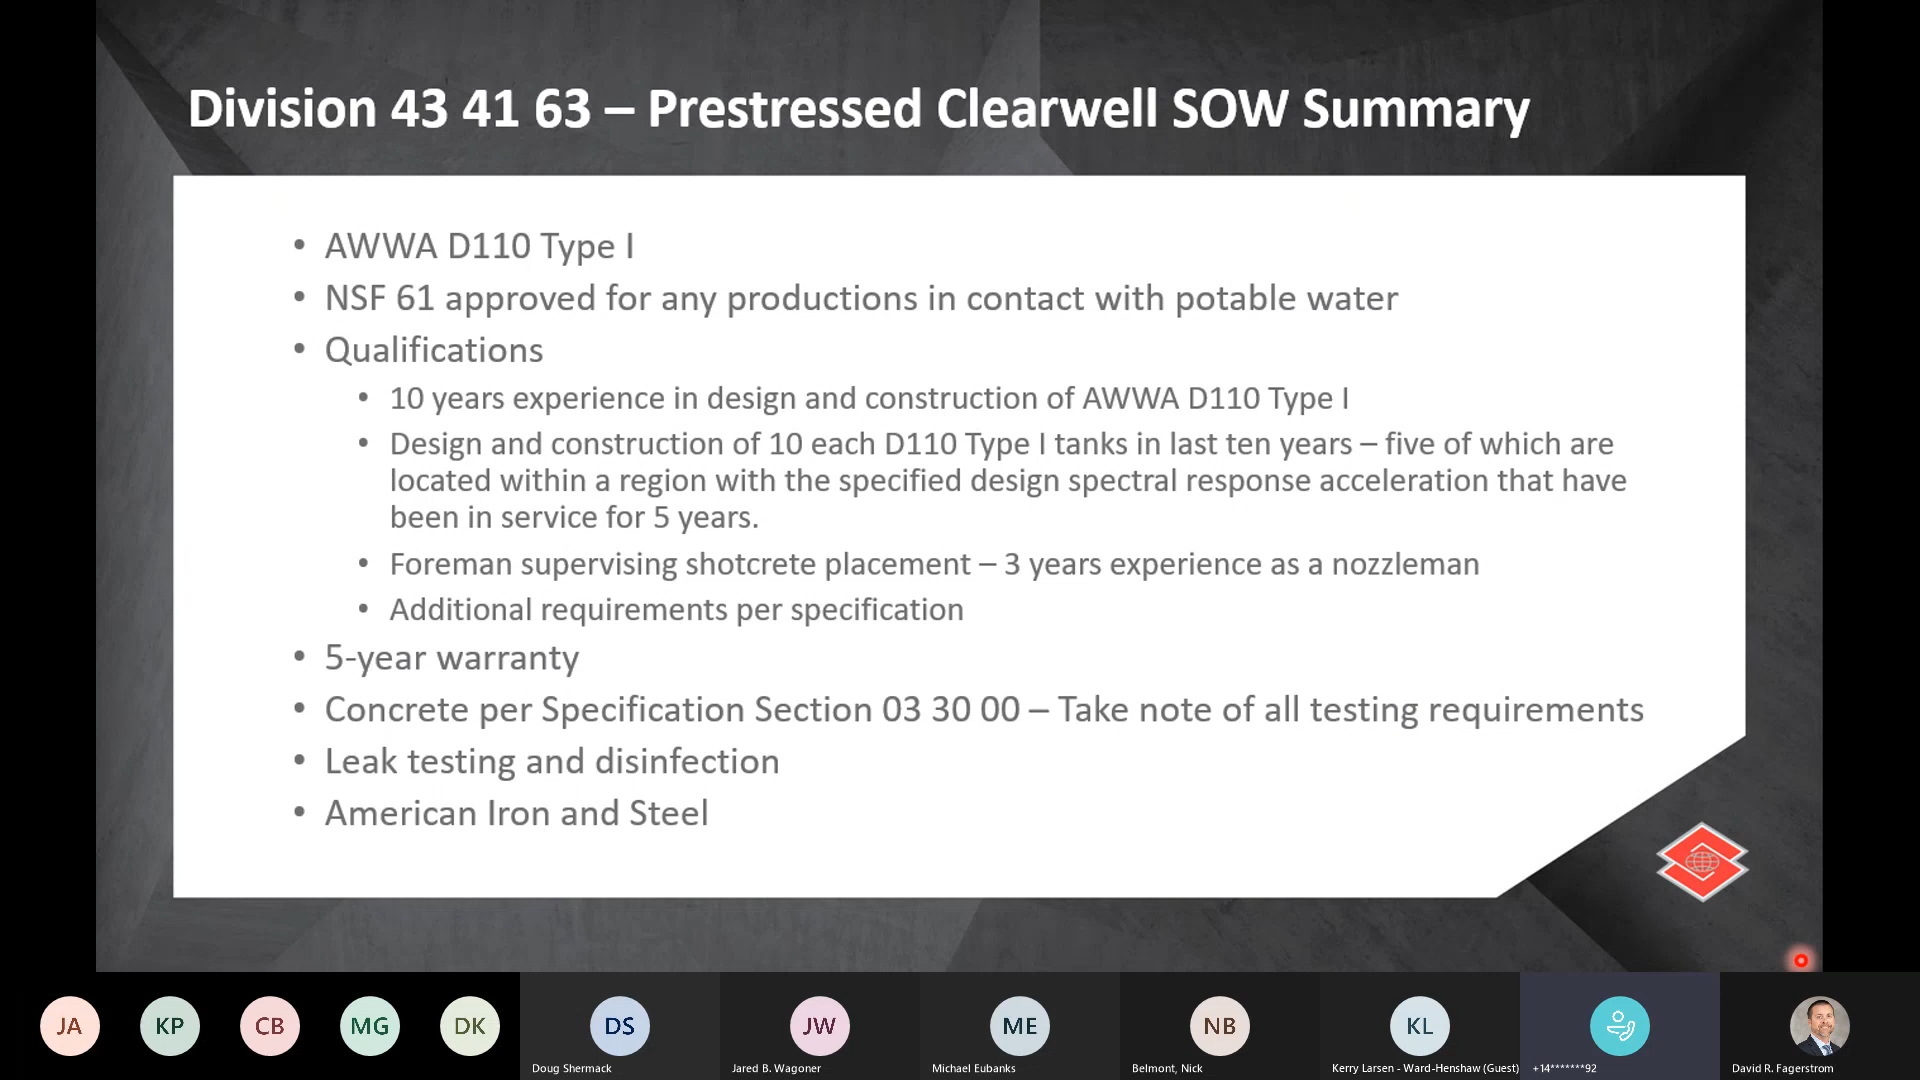 Division 43 41 63 – Prestressed Clearwell SOW Summary
• AWWA D110 Type I
• NSF 61 approved for any productions in contact with potable water
• Qualifications
• 10 years experience in design and construction of AWWA D110 Type I
• Design and construction of 10 each D110 Type I tanks in last ten years – five of which are
located within a region with the specified design spectral response acceleration that have
been in service for 5 years.
• Foreman supervising shotcrete placement – 3 years experience as a nozzleman
• Additional requirements per specification
• 5-year warranty
• Concrete per Specification Section 03 30 00 – Take note of all testing requirements
• Leak testing and disinfection
• American Iron and Steel
JA KP CB MG DK DS JW ME NB KL
Doug Shermack Jared B. Wagoner Michael Eubanks Belmont, Nick Kerry Larsen - Ward-Henshaw (Guest) +14*******92 David R. Fagerstrom